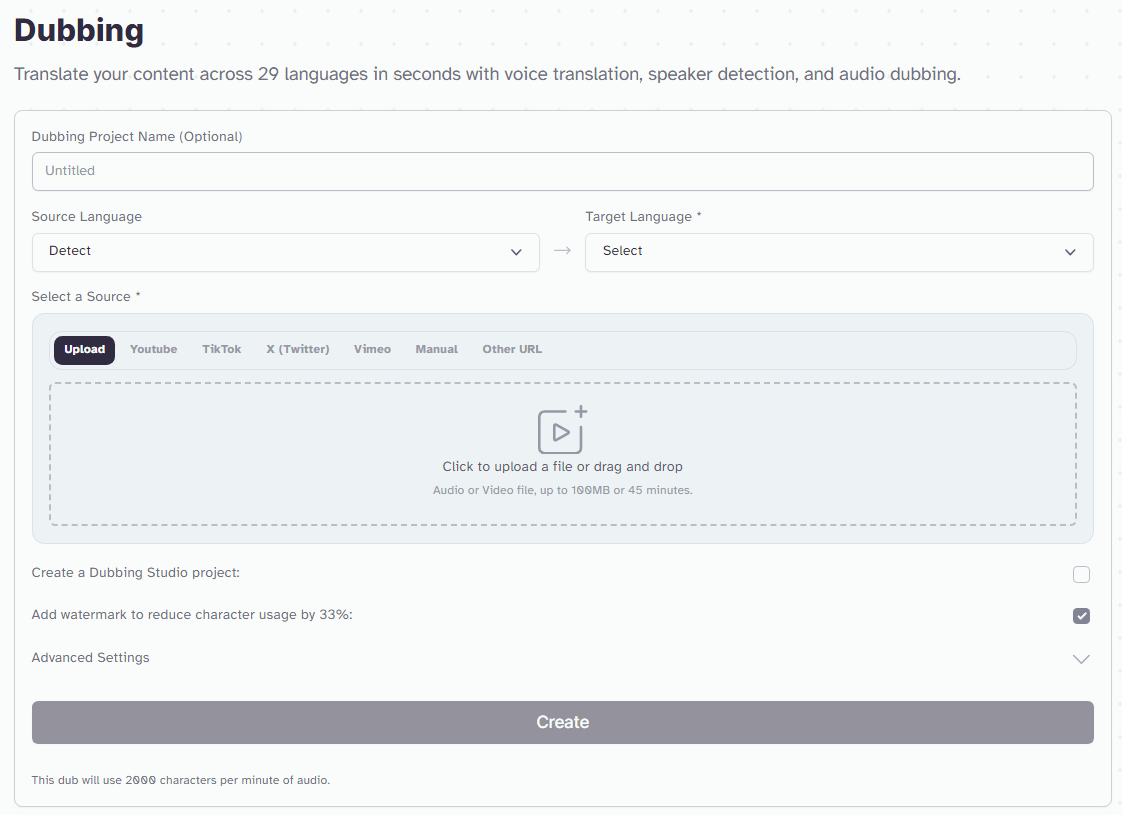 Dubbing
Translate your content across 29 languages in seconds with voice translation, speaker detection, and audio dubbing.
Dubbing Project Name (Optional)
Untitled
Source Language
Target Language *
Detect
Select
Select a Source *
Upload Youtube TikTok X (Twitter) Vimeo Manual Other URL
Click to upload a file or drag and drop
Audio or Video file, up to 100MB or 45 minutes.
Create a Dubbing Studio project:
Add watermark to reduce character usage by 33%:
Advanced Settings
Create
This dub will use 2000 characters per minute of audio.